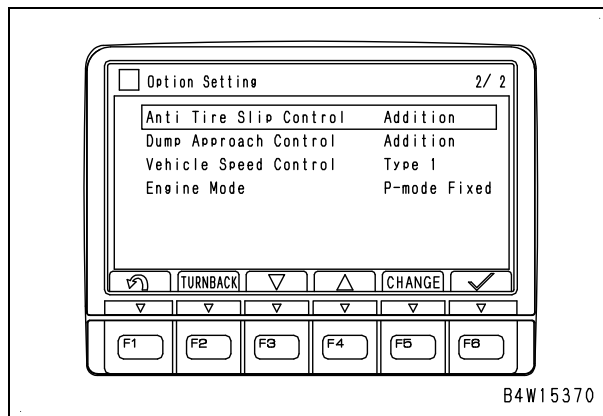 Option Setting 2/ 2
Anti Tire Slip Control Addition
Dump Approach Control Addition
Vehicle Speed Control Type 1
Engine Mode P-mode Fixed
TURNBACK CHANGE
F1 F2 F3 F4 F5 F6
B4W15370